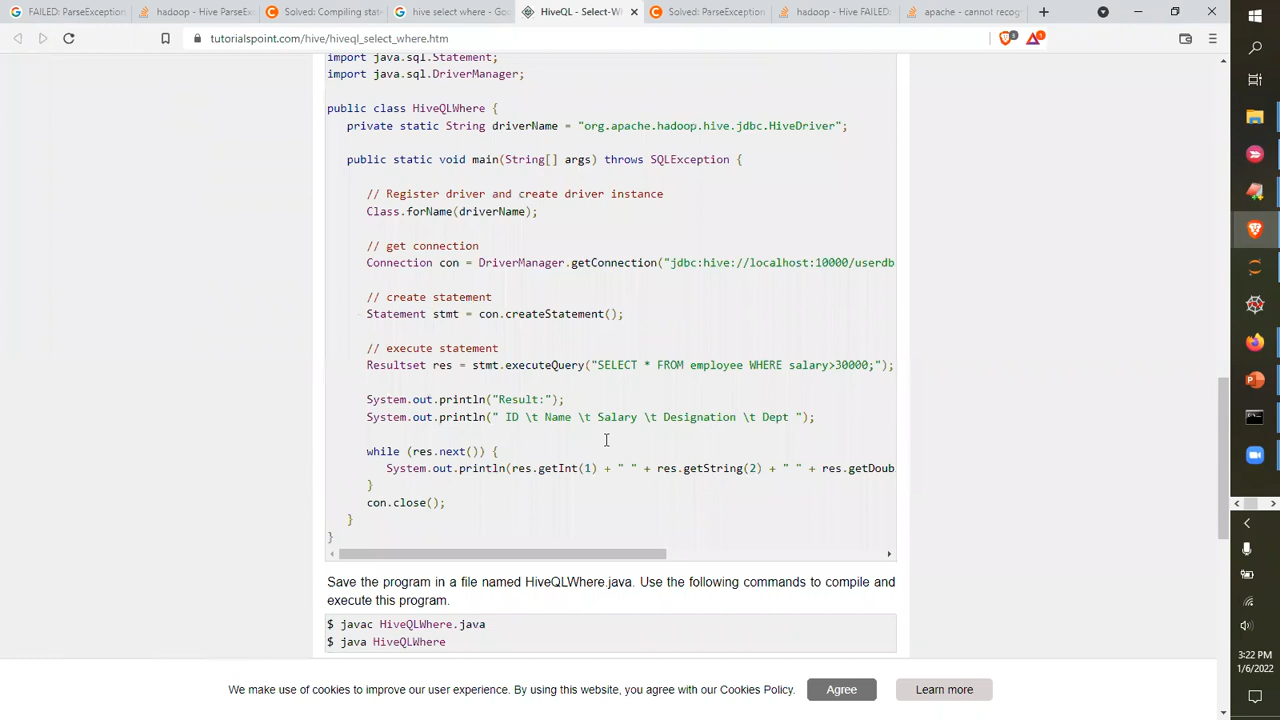 FAILED: ParseException
hadoop - Hive ParseEx
Solved: Compiling state
hive select where - Goo
HiveQL - Select-Wh
Solved: ParseException
hadoop - hive FAILED:
apache - cannot recog
tutorialspoint.com/hive/hiveql_select_where.htm
3
1
import java.sql.Statement;
import java.sql.DriverManager;
public class HiveQLWhere {
private static String driverName = "org.apache.hadoop.hive.jdbc.HiveDriver";
public static void main(String[] args) throws SQLException {
// Register driver and create driver instance
Class.forName(driverName);
// get connection
Connection con = DriverManager.getConnection("jdbc:hive://localhost:10000/userdb
// create statement
Statement stmt = con.createStatement();
// execute statement
Resultset res = stmt.executeQuery("SELECT * FROM employee WHERE salary>30000;");
System.out.println("Result:");
System.out.println(" ID \t Name \t Salary \t Designation \t Dept ");
while (res.next()) {
System.out.println(res.getInt(1) + " " + res.getString(2) + " " + res.getDoub
}
con.close();
}
}
Save the program in a file named HiveQLWhere.java. Use the following commands to compile and
execute this program.
$ javac HiveQLWhere.java
$ java HiveQLWhere
We make use of cookies to improve our user experience. By using this website, you agree with our Cookies Policy.
Agree
Learn more
3:22 PM
1/6/2022